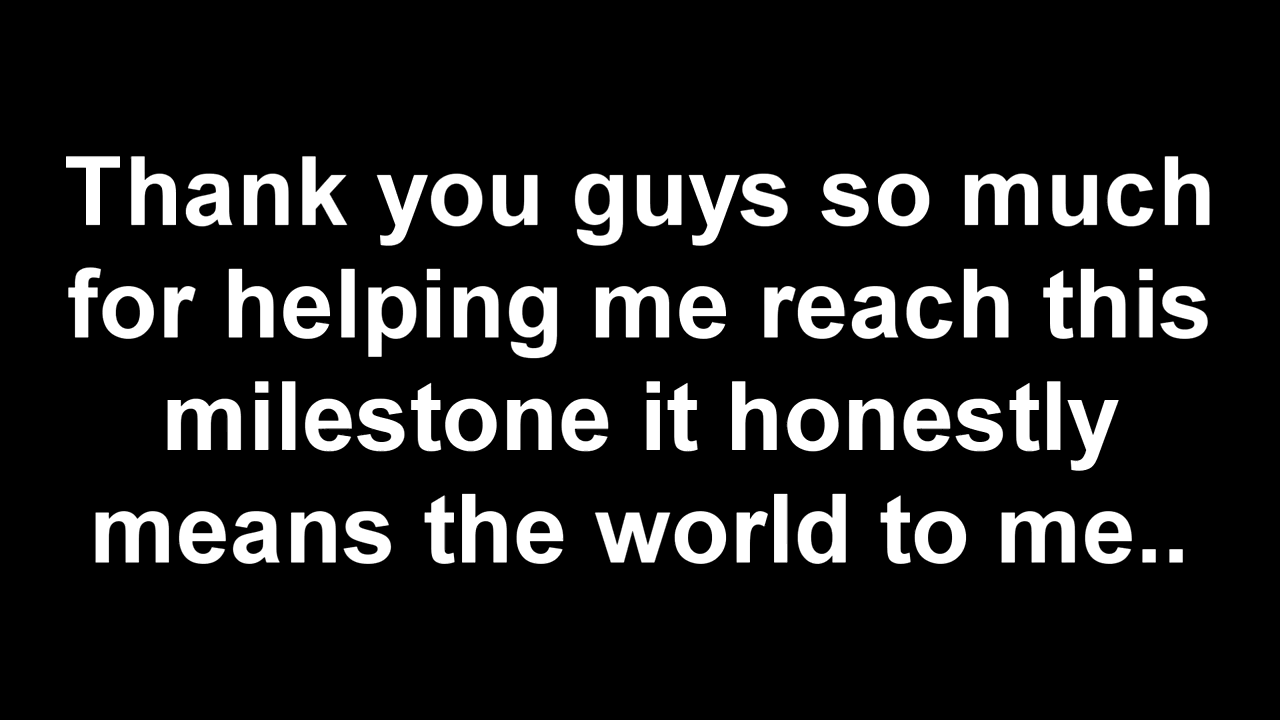 Thank you guys so much
for helping me reach this
milestone it honestly
means the world to me..